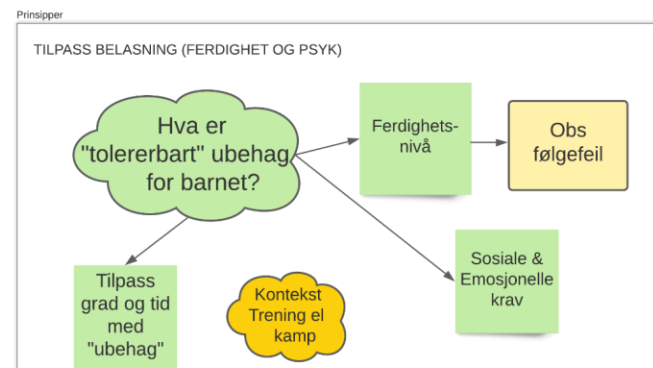 Prinsipper
TILPASS BELASNING (FERDIGHET OG PSYK)
Hva er
"tolererbart" ubehag
for barnet?
Ferdighets-
nivå
Obs
følgefeil
Tilpass
grad og tid
med
"ubehag"
Kontekst
Trening el
kamp
Sosiale &
Emosjonelle
krav